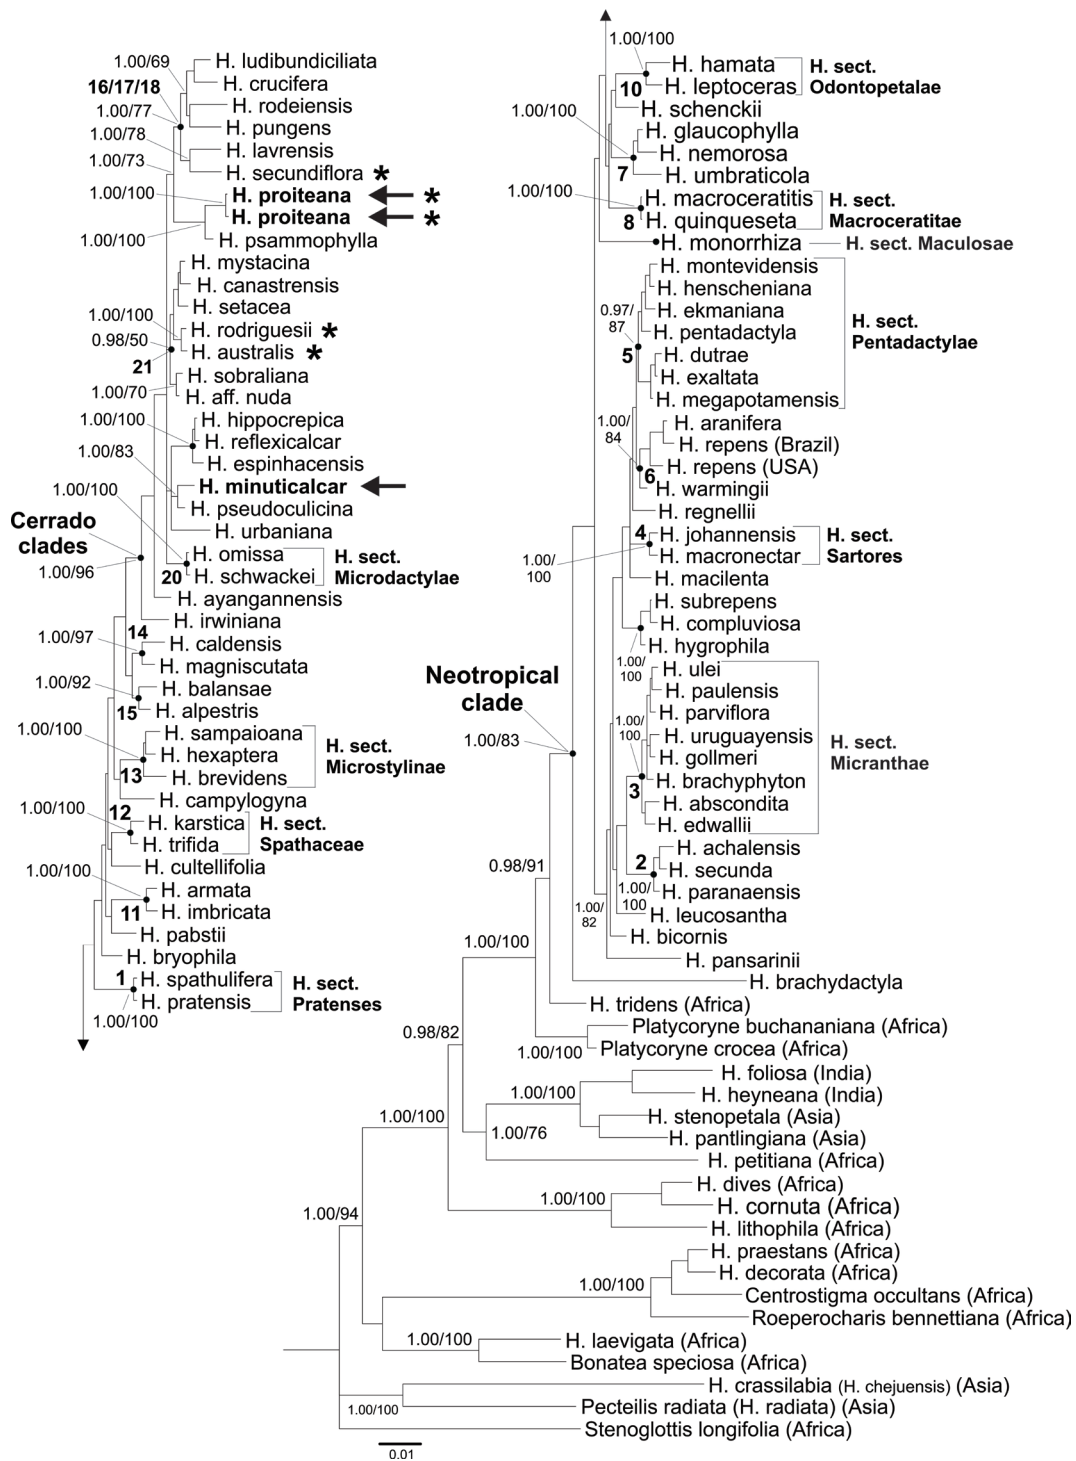 1.00/69
H. ludibundiciliata
16/17/18
H. crucifera
H. rodeiensis
1.00/77
H. pungens
1.00/78
H. lavrensis
1.00/73
H. secundiflora *
1.00/100
H. proiteana *
H. proiteana *
1.00/100
H. psammophylla
H. mystacina
H. canastrensis
H. setacea
1.00/100
H. rodriguesii *
0.98/50
H. australis *
21
H. sobraliana
1.00/70
H. aff. nuda
1.00/100
H. hippocrepica
H. reflexicalcar
1.00/83
H. espinhacensis
1.00/100
H. minuticalcar
H. pseudoculicina
Cerrado
clades
H. urbaniana
H. omissa
H. sect.
Microdactylae
1.00/96
20
H. schwackei
H. ayangannensis
H. irwiniana
14
1.00/97
H. caldensis
H. magniscutata
1.00/92
H. balansae
15
H. alpestris
1.00/100
H. sampaioana
H. hexaptera
H. sect.
Microstylinae
13
H. brevidens
H. campylogyna
1.00/100
12
H. karstica
H. sect.
Spathaceae
H. trifida
H. cultellifolia
1.00/100
H. armata
11
H. imbricata
H. pabstii
H. bryophila
1
H. spathulifera
H. sect.
Pratenses
H. pratensis
1.00/100
1.00/100
H. hamata
H. sect.
Odontopetalae
10
H. leptoceras
1.00/100
H. schenckii
H. glaucophylla
H. nemorosa
7
H. umbraticola
1.00/100
H. macroceratitis
H. sect.
Macroceratitae
8
H. quinqueseta
H. monorrhiza
H. sect. Maculosae
H. montevidensis
H. henscheniana
0.97/
87
H. ekmaniana
H. pentadactyla
H. sect.
Pentadactylae
5
H. dutrae
H. exaltata
H. megapotamensis
1.00/
84
H. aranifera
H. repens (Brazil)
H. repens (USA)
6
H. warmingii
H. regnellii
4
H. johannensis
H. sect.
Sartores
H. macronectar
1.00/
100
H. macilenta
H. subrepens
H. compluviosa
H. hygrophila
1.00/
100
Neotropical
clade
H. ulei
H. paulensis
H. parviflora
1.00/
100
1.00/83
H. uruguayensis
H. gollmeri
H. sect.
Micranthae
H. brachyphyton
3
H. abscondita
H. edwallii
H. achalensis
2
H. secunda
0.98/91
1.00/
100
H. paranaensis
1.00/
82
H. leucosantha
H. bicornis
1.00/100
H. pansarinii
H. brachydactyla
H. tridens (Africa)
0.98/82
Platycoryne buchananiana (Africa)
1.00/100
Platycoryne crocea (Africa)
H. foliosa (India)
1.00/100
H. heyneana (India)
1.00/100
H. stenopetala (Asia)
1.00/76
H. pantlingiana (Asia)
H. petitiana (Africa)
H. dives (Africa)
1.00/100
H. cornuta (Africa)
1.00/94
H. lithophila (Africa)
H. praestans (Africa)
H. decorata (Africa)
1.00/100
Centrostigma occultans (Africa)
Roeperocharis bennettiana (Africa)
1.00/100
H. laevigata (Africa)
Bonatea speciosa (Africa)
H. crassilabia (H. chejuensis) (Asia)
1.00/100
Pecteilis radiata (H. radiata) (Asia)
Stenoglottis longifolia (Africa)
0.01